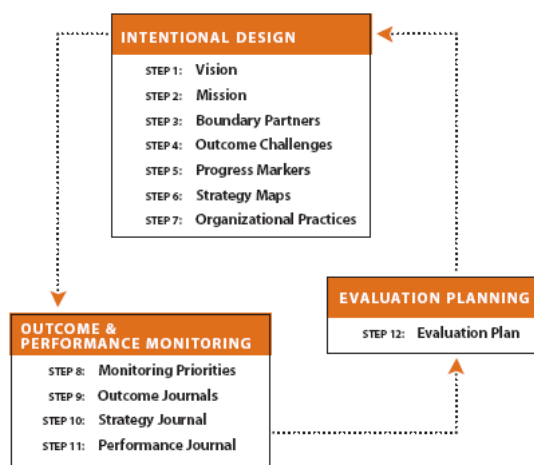 INTENTIONAL DESIGN
STEP 1: Vision
STEP 2: Mission
STEP 3: Boundary Partners
STEP 4: Outcome Challenges
STEP 5: Progress Markers
STEP 6: Strategy Maps
STEP 7: Organizational Practices
OUTCOME &
PERFORMANCE MONITORING
STEP 8: Monitoring Priorities
STEP 9: Outcome Journals
STEP 10: Strategy Journal
STEP 11: Performance Journal
EVALUATION PLANNING
STEP 12: Evaluation Plan